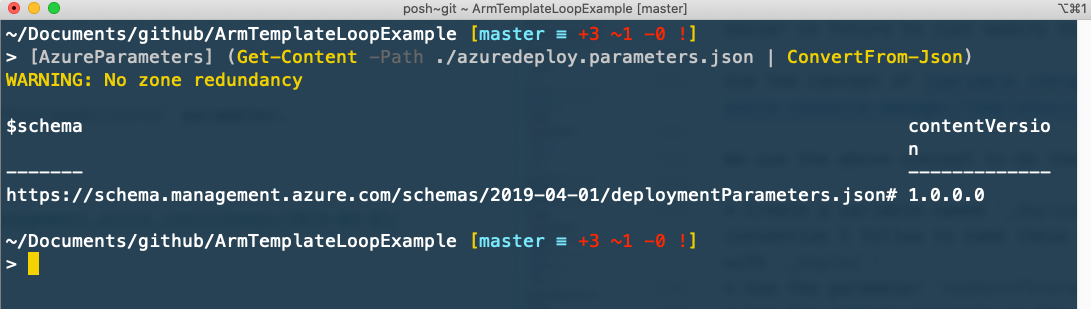 posh~git ~ ArmTemplateLoopExample [master]
⌥⌘1
~/Documents/github/ArmTemplateLoopExample [master ≡ +3 ~1 -0 !]
> [AzureParameters] (Get-Content -Path ./azuredeploy.parameters.json | ConvertFrom-Json)
WARNING: No zone redundancy
$schema contentVersio
n
------- -------------
https://schema.management.azure.com/schemas/2019-04-01/deploymentParameters.json# 1.0.0.0
~/Documents/github/ArmTemplateLoopExample [master ≡ +3 ~1 -0 !]
>